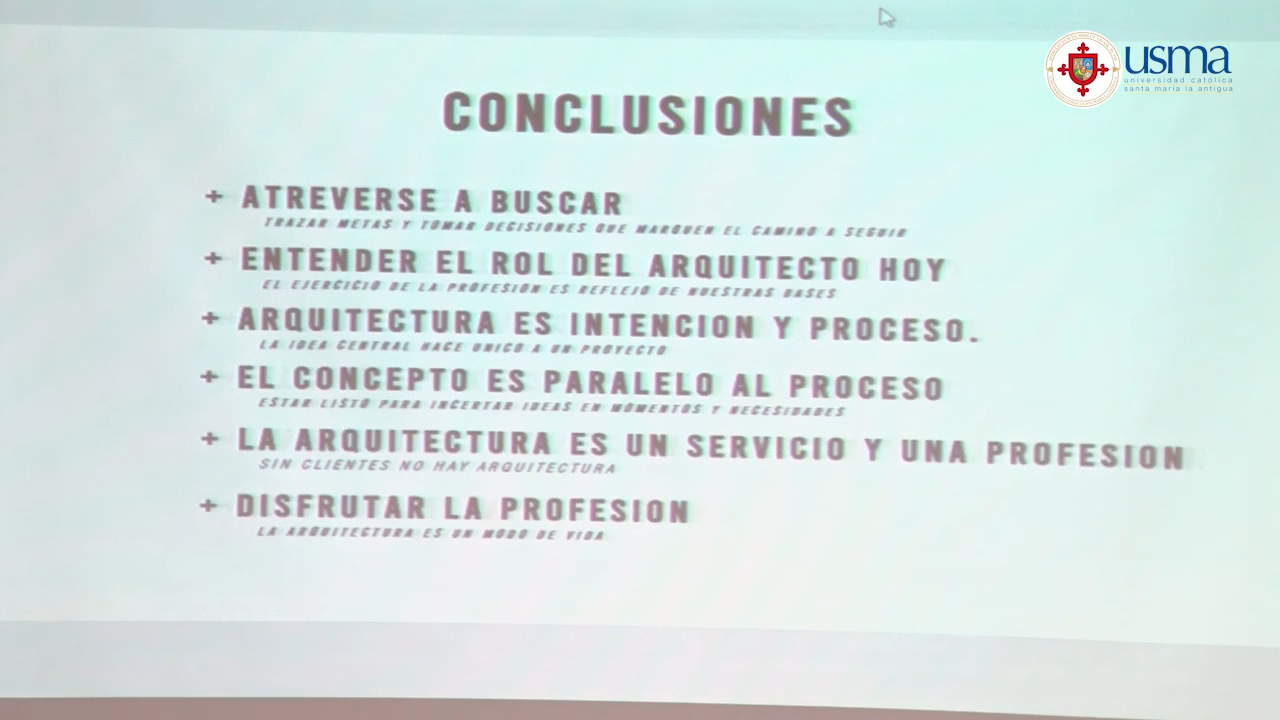 usma
universidad católica
santa maría la antigua
CONCLUSIONES
+ ATREVERSE A BUSCAR
TRAZAR METAS Y TOMAR DECISIONES QUE MARQUEN EL CAMINO A SEGUIR
+ ENTENDER EL ROL DEL ARQUITECTO HOY
EL EJERCICIO DE LA PROFESION ES REFLEJO DE NUESTRAS BASES
+ ARQUITECTURA ES INTENCION Y PROCESO.
LA IDEA CENTRAL HACE UNICO A UN PROYECTO
+ EL CONCEPTO ES PARALELO AL PROCESO
ESTAR LISTO PARA INCERTAR IDEAS EN MOMENTOS Y NECESIDADES
+ LA ARQUITECTURA ES UN SERVICIO Y UNA PROFESION
SIN CLIENTES NO HAY ARQUITECTURA
+ DISFRUTAR LA PROFESION
LA ARQUITECTURA ES UN MODO DE VIDA